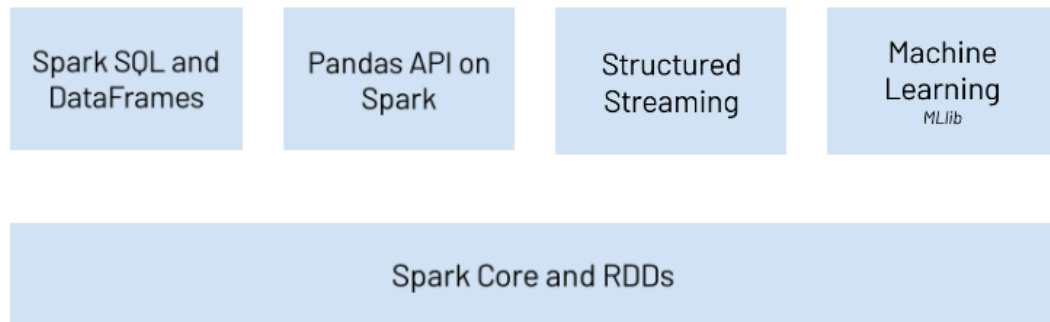 Spark SQL and
DataFrames
Pandas API on
Spark
Structured
Streaming
Machine
Learning
MLlib
Spark Core and RDDs